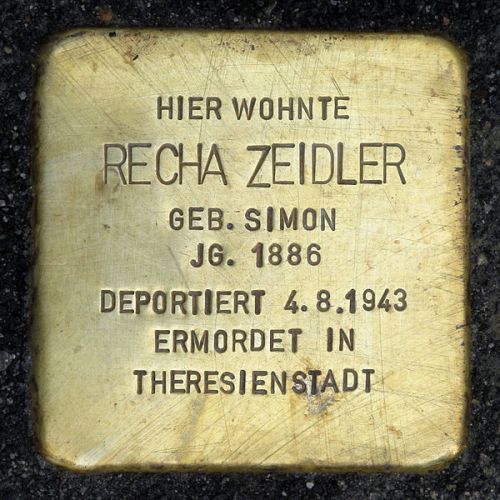 HIER WOHNTE
RECHA ZEIDLER
GEB. SIMON
JG. 1886
DEPORTIERT 4.8.1943
ERMORDET IN
THERESIENSTADT